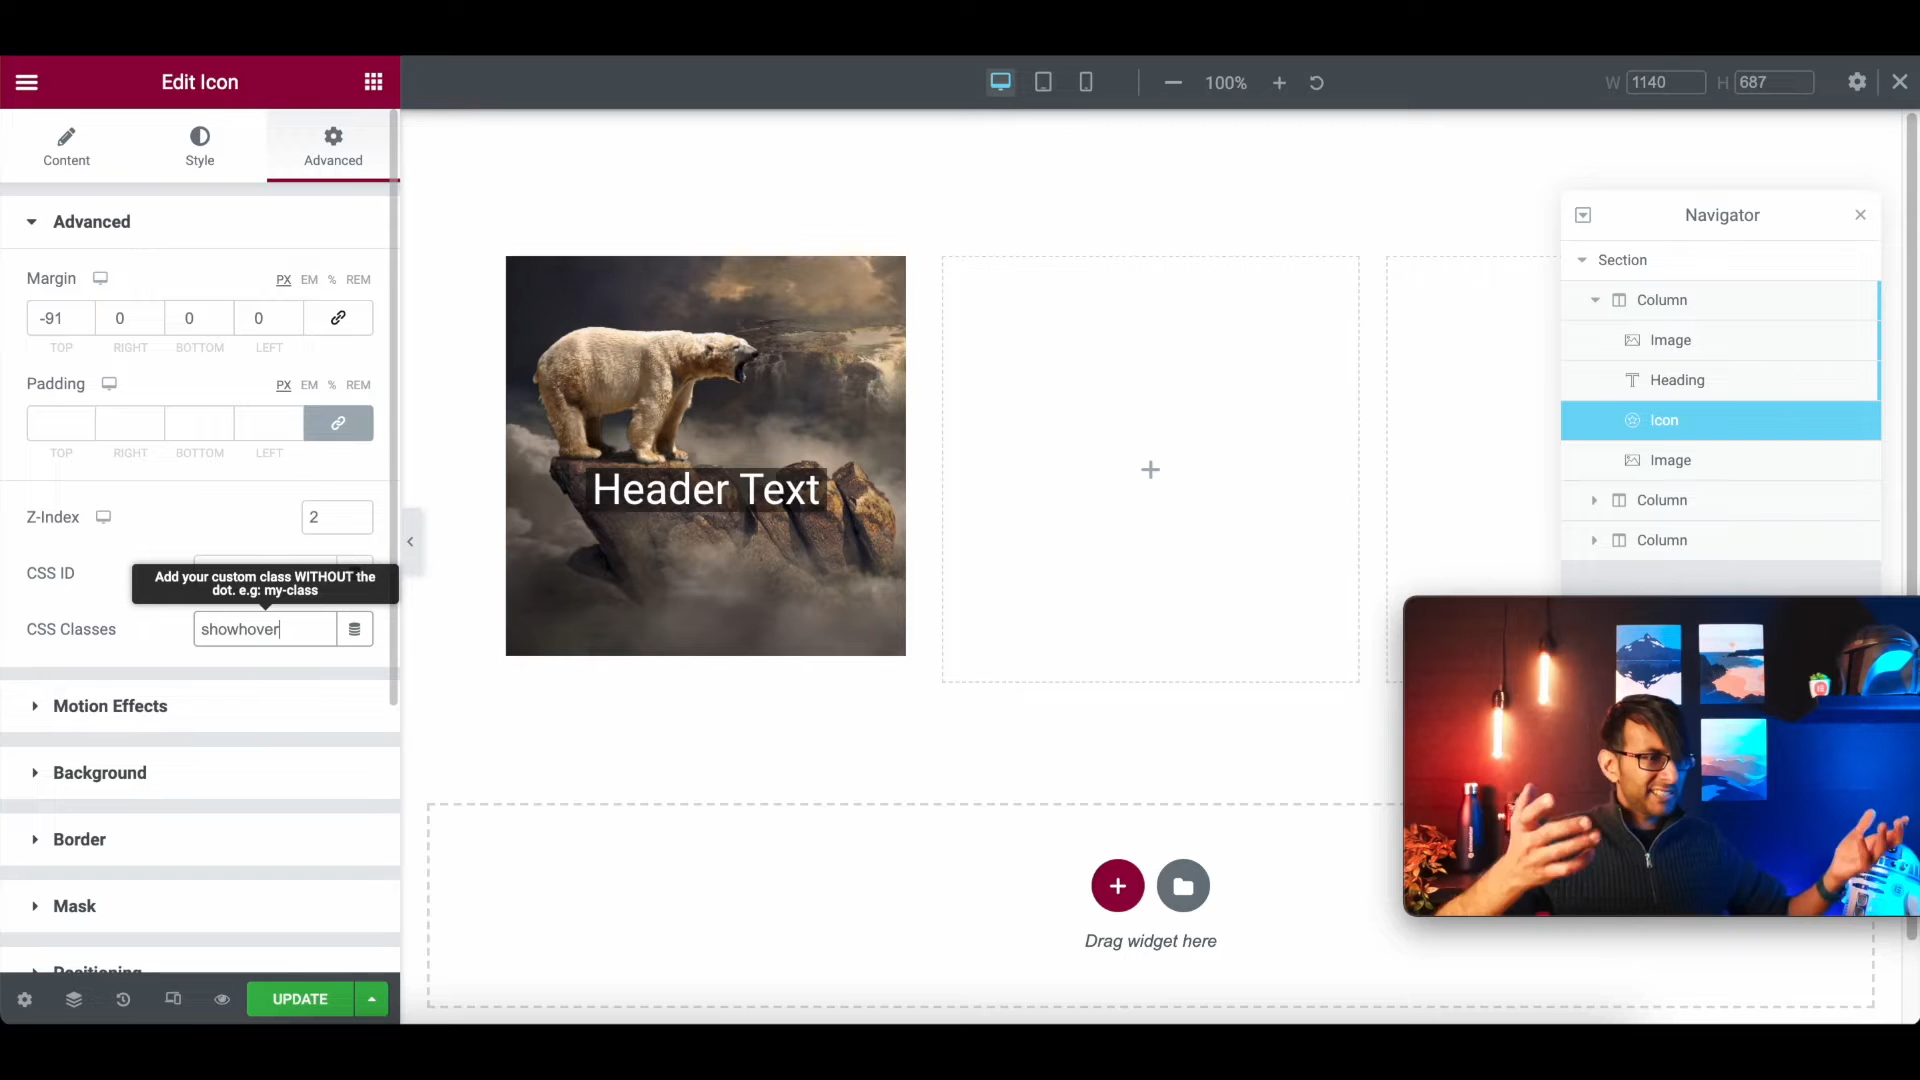 Edit Icon
100%
W 1140 H 687
Content
Style
Advanced
Advanced
Margin
PX EM % REM
-91 0 0 0
TOP RIGHT BOTTOM LEFT
Padding
PX EM % REM
TOP RIGHT BOTTOM LEFT
Z-Index
2
CSS ID
Add your custom class WITHOUT the
dot. e.g: my-class
CSS Classes
showhover
Motion Effects
Background
Border
Mask
Positioning
UPDATE
Header Text
Drag widget here
Navigator
Section
Column
Image
Heading
Icon
Image
Column
Column